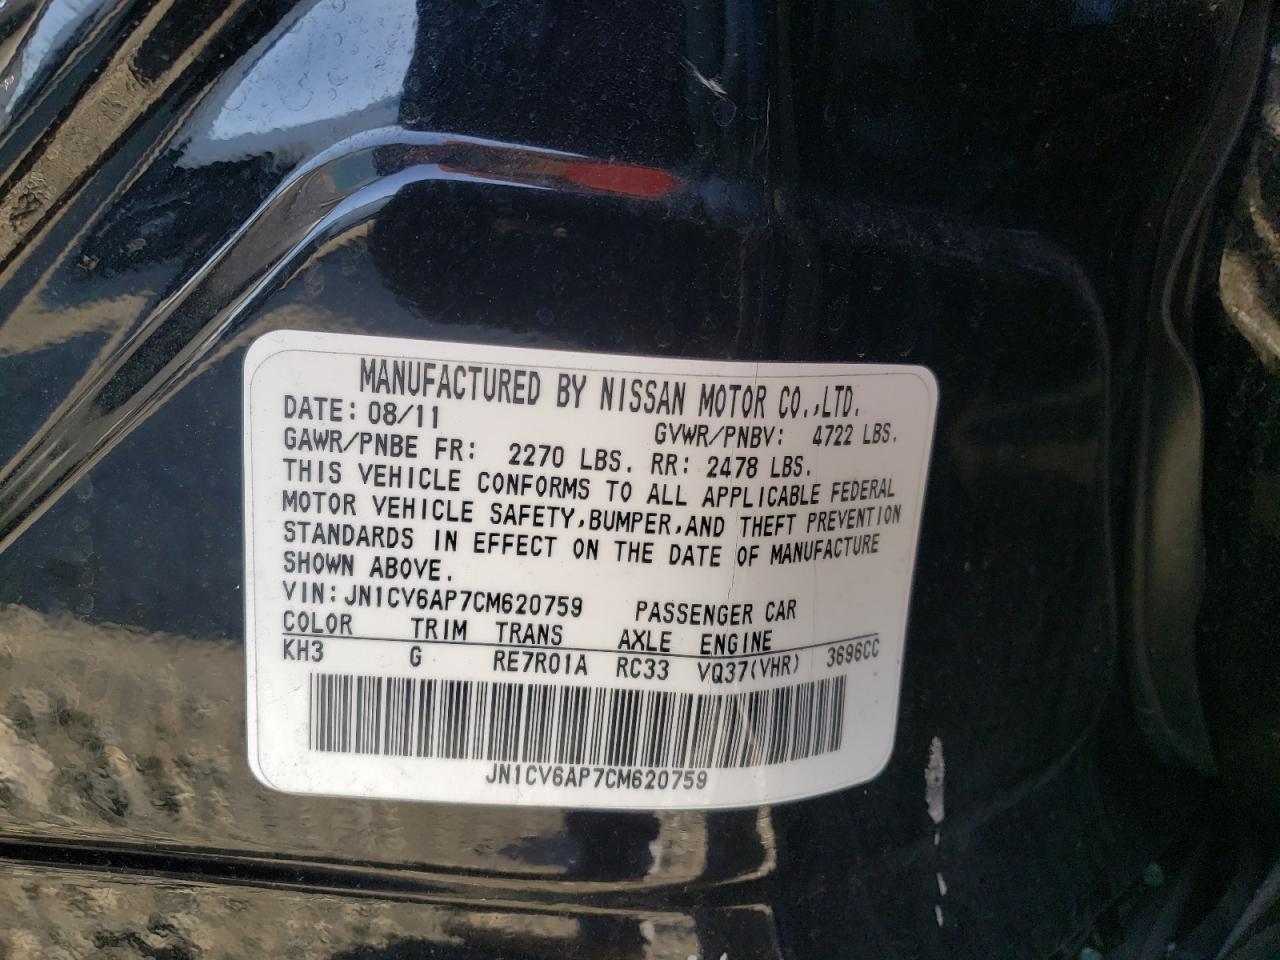 MANUFACTURED BY NISSAN MOTOR CO.,LTD.
DATE: 08/11 GVWR/PNBV: 4722 LBS.
GAWR/PNBE FR: 2270 LBS. RR: 2478 LBS.
THIS VEHICLE CONFORMS TO ALL APPLICABLE FEDERAL
MOTOR VEHICLE SAFETY,BUMPER,AND THEFT PREVENTION
STANDARDS IN EFFECT ON THE DATE OF MANUFACTURE
SHOWN ABOVE.
VIN:JN1CV6AP7CM620759 PASSENGER CAR
COLOR TRIM TRANS AXLE ENGINE
KH3 G RE7R01A RC33 VQ37(VHR) 3696CC
JN1CV6AP7CM620759